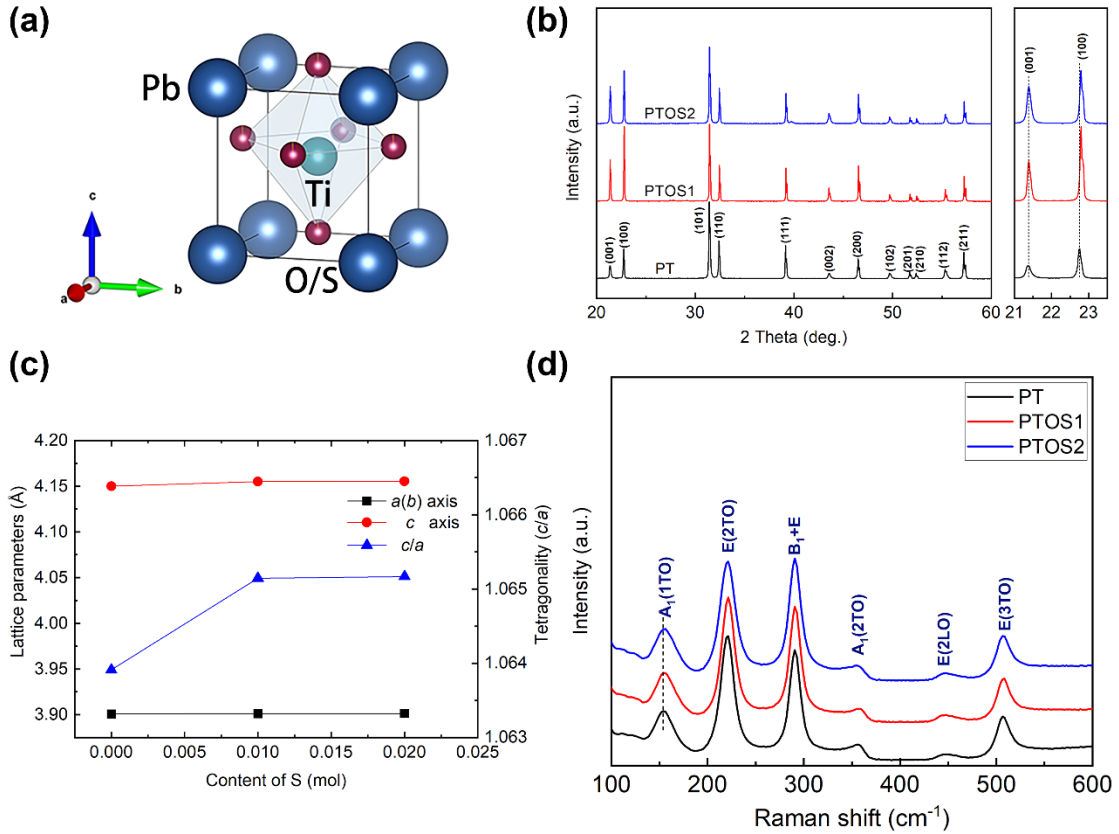 (a)
Pb
Ti
O/S
c
a
b
(b)
Intensity (a.u.)
PTOS2
PTOS1
PT
(001)
(100)
(101)
(110)
(111)
(002)
(200)
(102)
(201)
(210)
(112)
(211)
20
30
40
50
60
2 Theta (deg.)
(001)
(100)
21
22
23
(c)
Lattice parameters (Å)
4.20
4.15
4.10
4.05
4.00
3.95
3.90
a(b) axis
c axis
c/a
1.067
1.066
1.065
1.064
1.063
Tetragonality (c/a)
0.000
0.005
0.010
0.015
0.020
0.025
Content of S (mol)
(d)
Intensity (a.u.)
PT
PTOS1
PTOS2
A₁(1TO)
E(2TO)
B₁+E
A₁(2TO)
E(2LO)
E(3TO)
100
200
300
400
500
600
Raman shift (cm⁻¹)